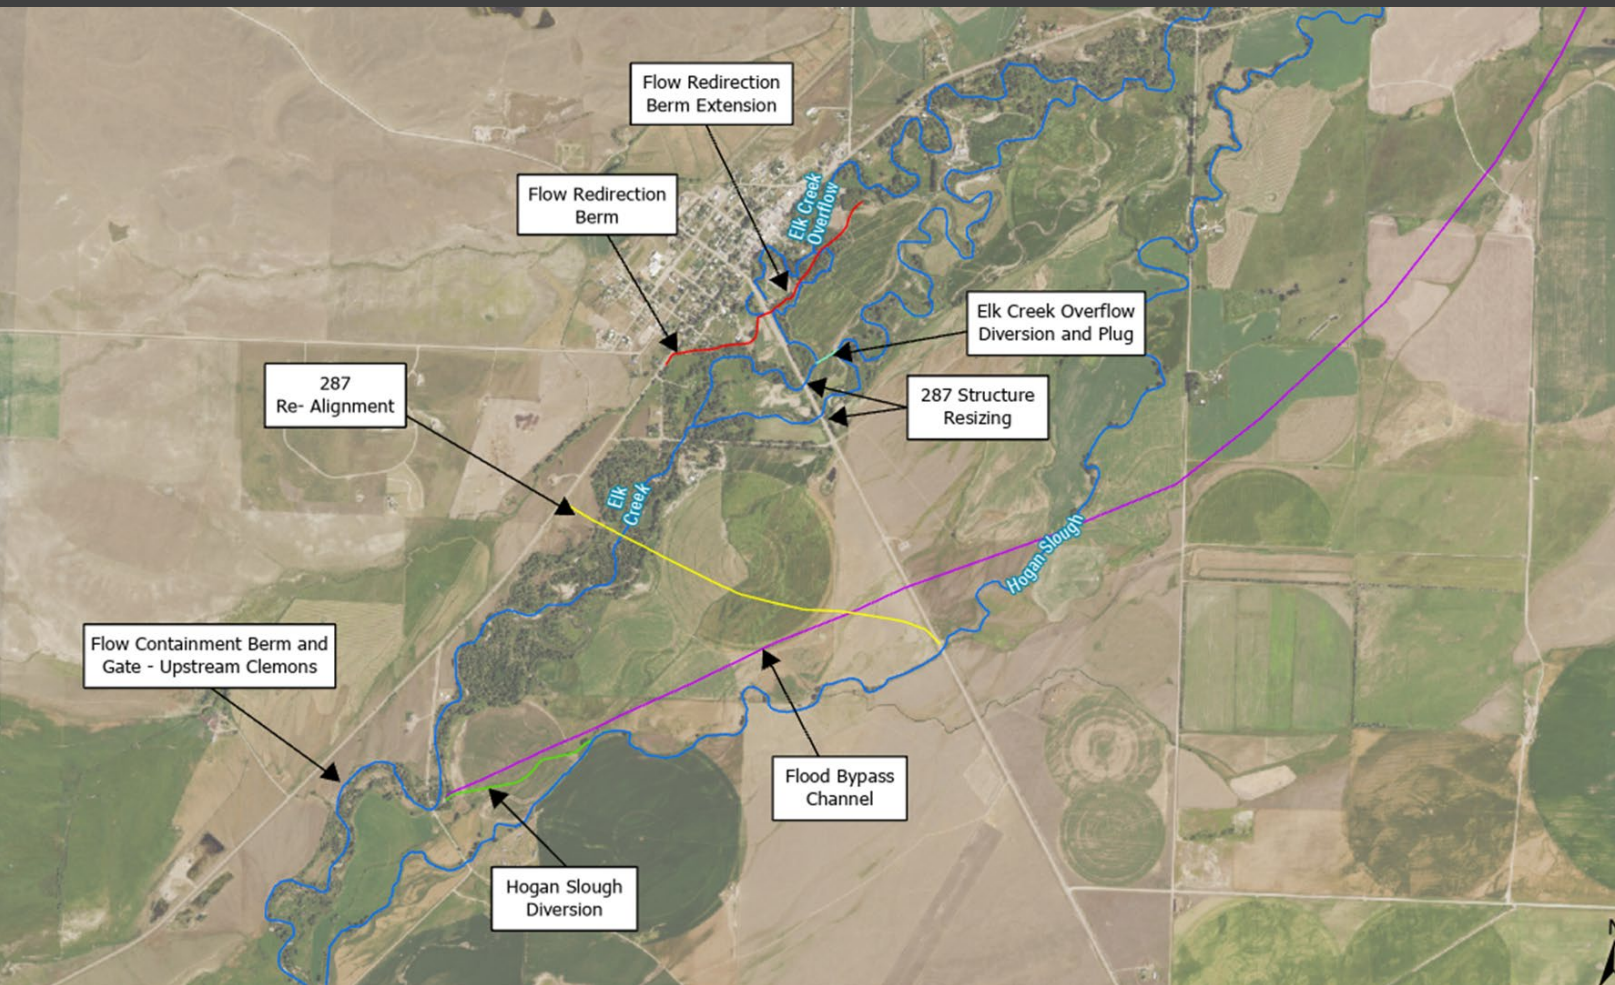 Flow Redirection
Berm Extension
Flow Redirection
Berm
Elk Creek
Overflow
Elk Creek Overflow
Diversion and Plug
287
Re- Alignment
287 Structure
Resizing
Elk
Creek
Hogan Slough
Flow Containment Berm and
Gate - Upstream Clemons
Flood Bypass
Channel
Hogan Slough
Diversion
N